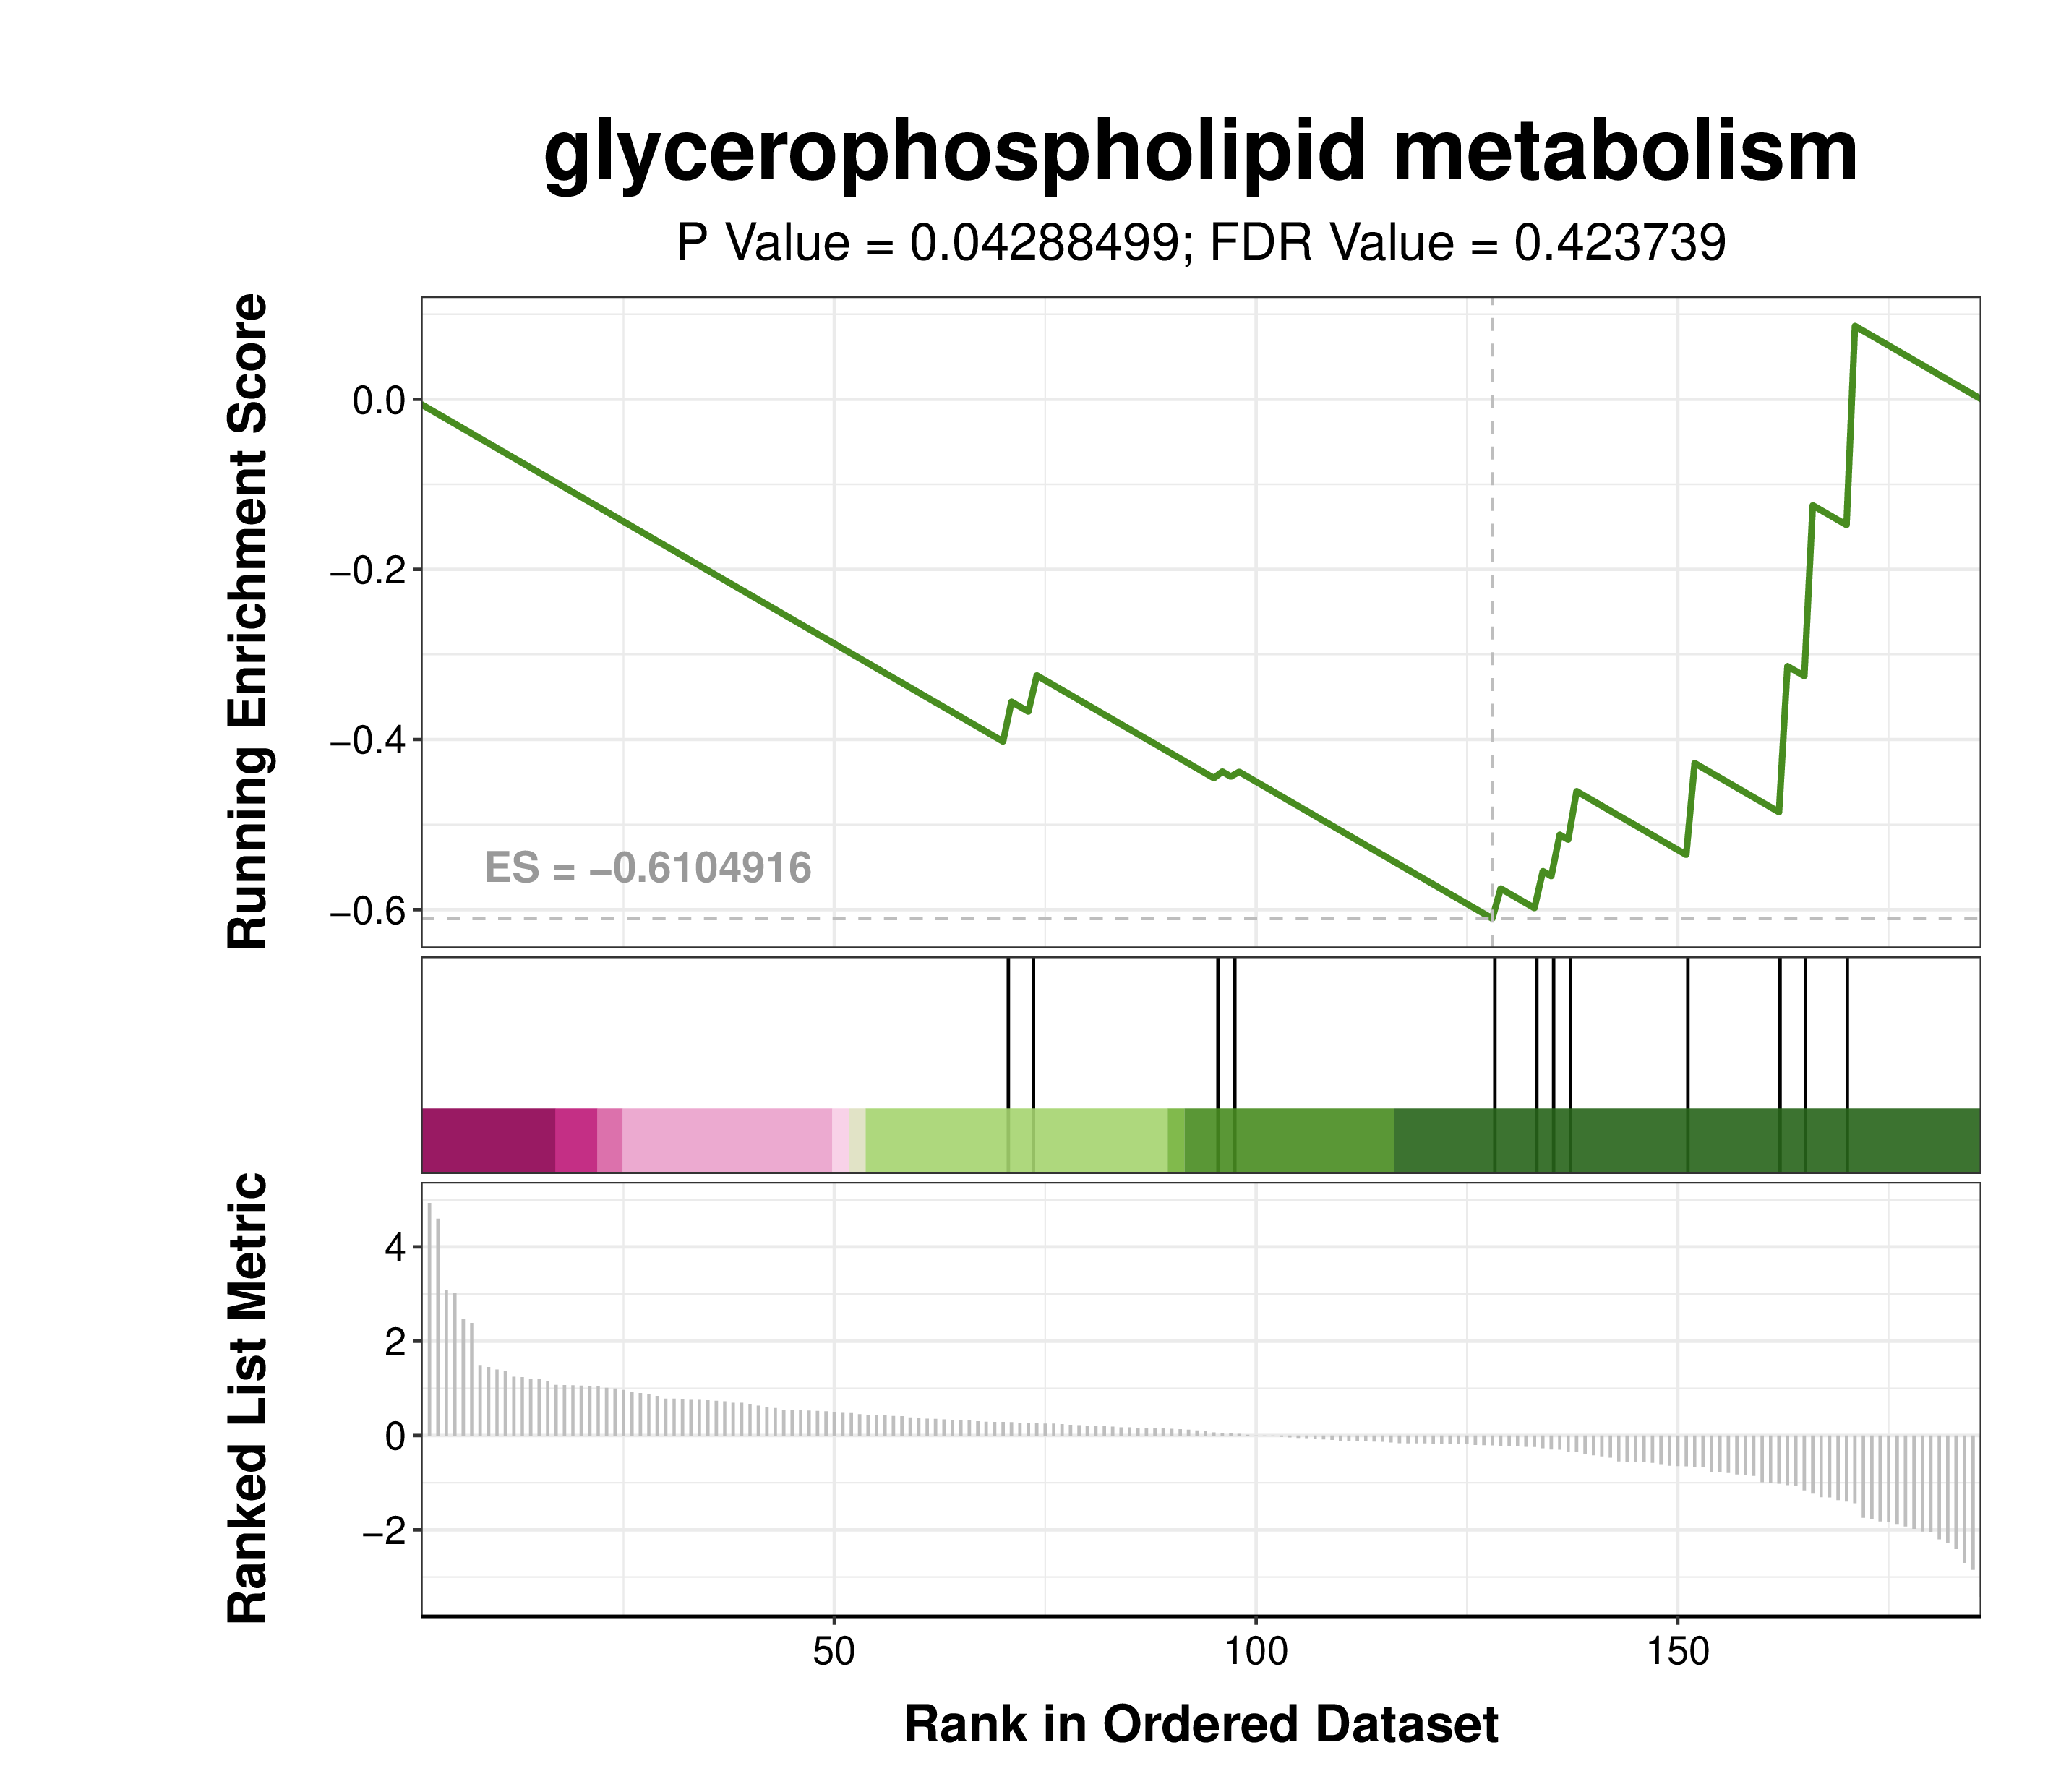 glycerophospholipid metabolism
P Value = 0.04288499; FDR Value = 0.423739
Running Enrichment Score
0.0
−0.2
−0.4
−0.6
ES = −0.6104916
Ranked List Metric
4
2
0
−2
50
100
150
Rank in Ordered Dataset